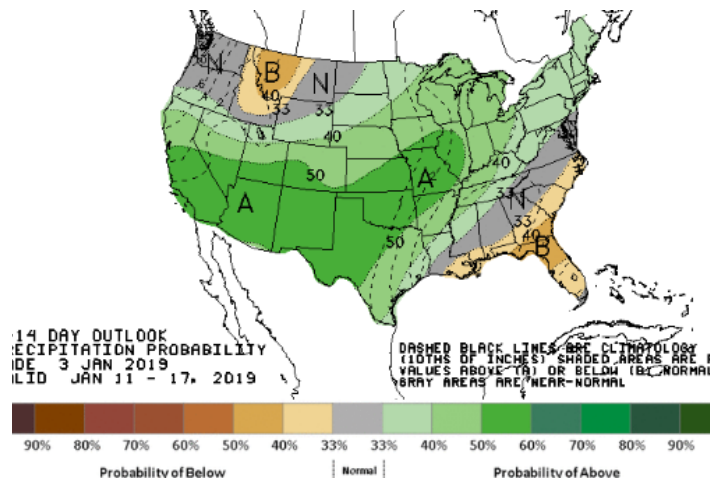 N
B
N
40
33
33
40
50
A
A
40
N
33
33
50
40
B
14 DAY OUTLOOK
RECIPITATION PROBABILITY
DE 3 JAN 2019
LID JAN 11 - 17, 2019
DASHED BLACK LINES ARE CLIMATOLOGY
(10THS OF INCHES) SHADED AREAS ARE
VALUES ABOVE (A) OR BELOW (B) NORMAL
GRAY AREAS ARE NEAR-NORMAL
90% 80% 70% 60% 50% 40% 33% 33% 40% 50% 60% 70% 80% 90%
Probability of Below Normal Probability of Above